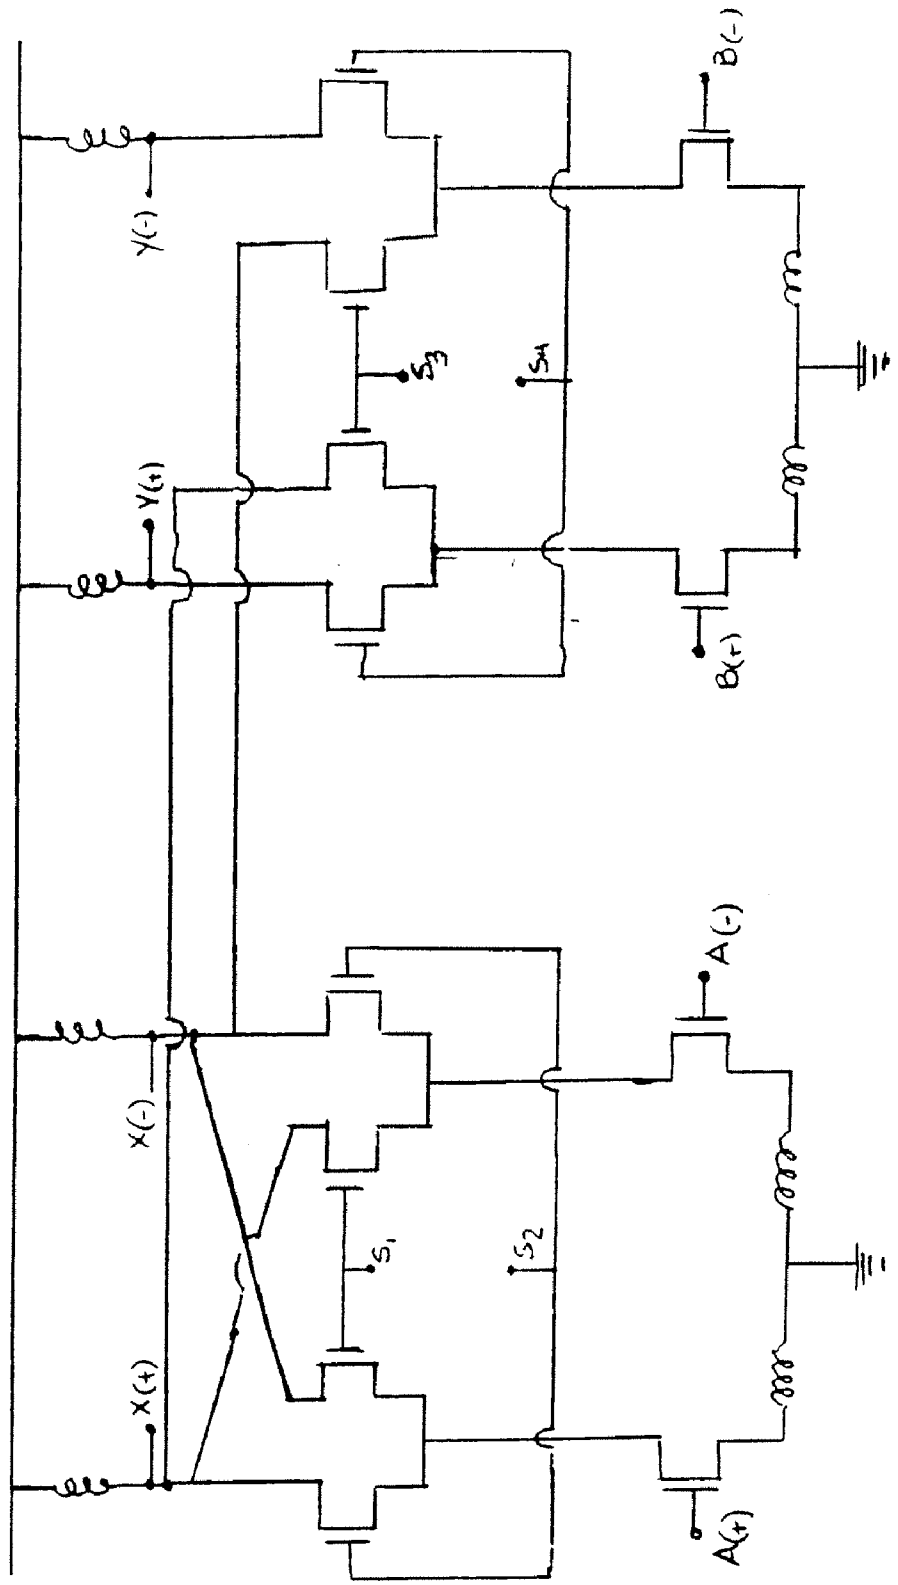 X(+)
X(-)
Y(+)
Y(-)
S1
S2
S3
S4
A(+)
A(-)
B(+)
B(-)